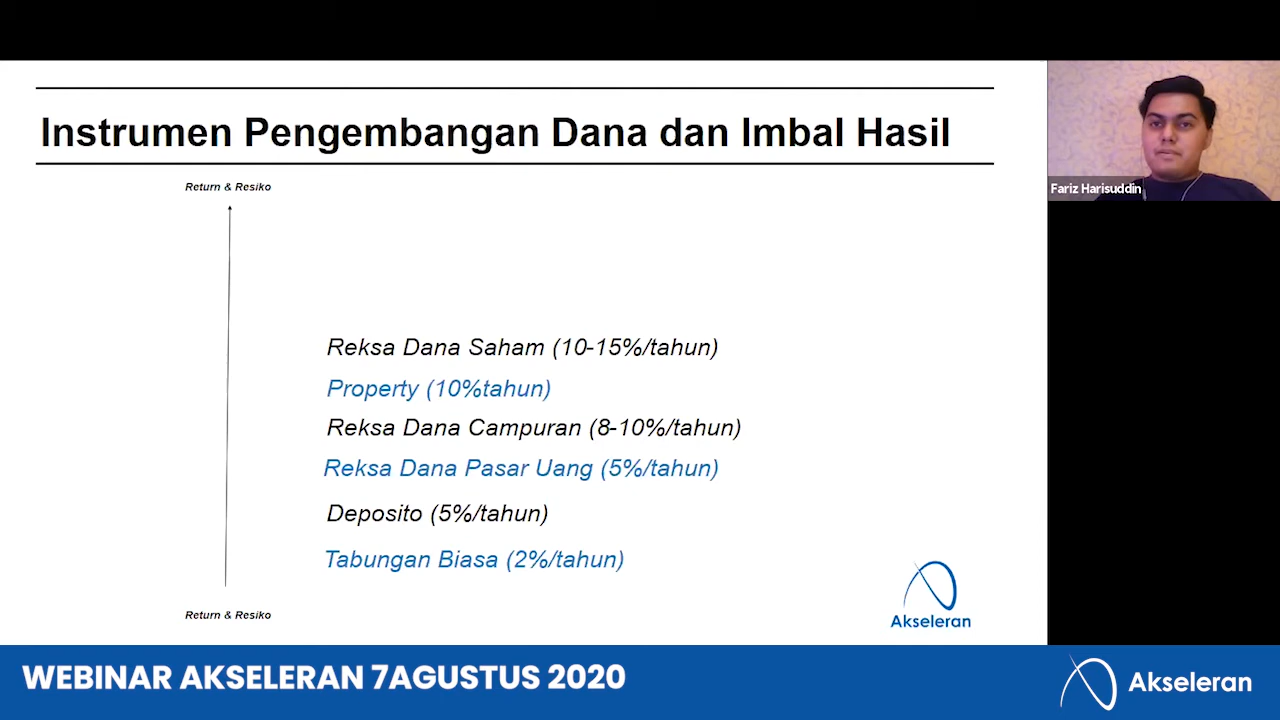 Instrumen Pengembangan Dana dan Imbal Hasil
Return & Resiko
Reksa Dana Saham (10-15%/tahun)
Property (10%tahun)
Reksa Dana Campuran (8-10%/tahun)
Reksa Dana Pasar Uang (5%/tahun)
Deposito (5%/tahun)
Tabungan Biasa (2%/tahun)
Return & Resiko
Akseleran
Fariz Harisuddin
WEBINAR AKSELERAN 7AGUSTUS 2020
Akseleran